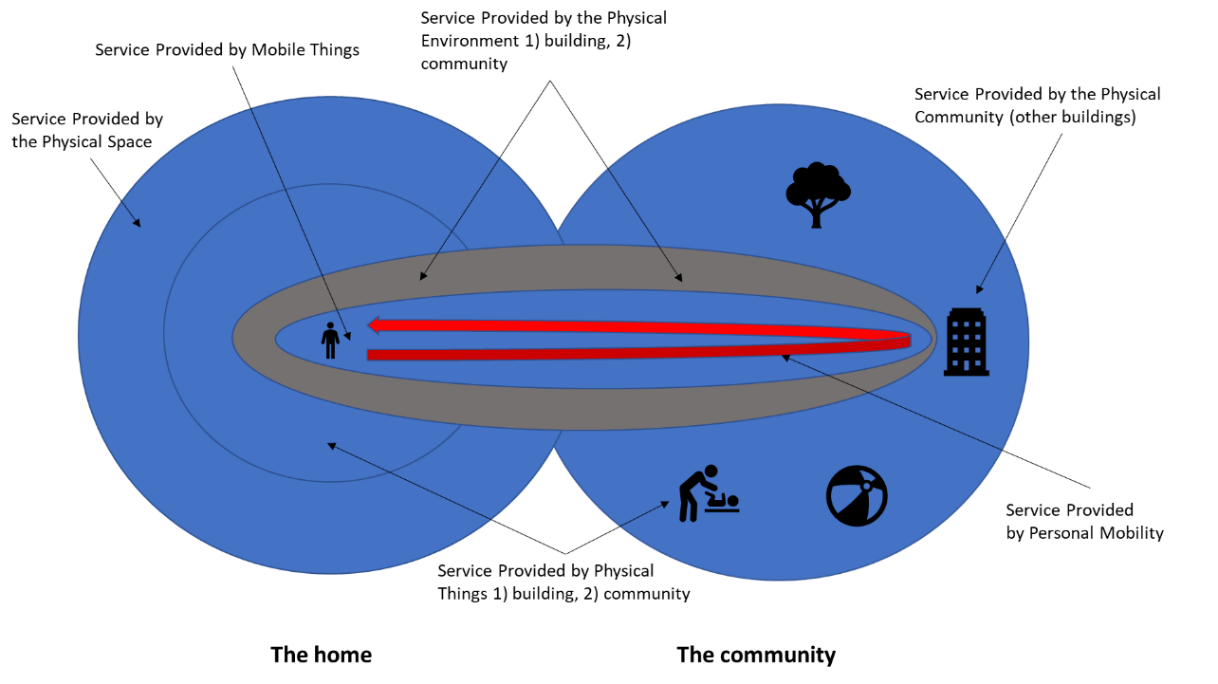 Service Provided by the Physical
Environment 1) building, 2)
community
Service Provided by Mobile Things
Service Provided by
the Physical Space
Service Provided by the Physical
Community (other buildings)
Service Provided
by Personal Mobility
Service Provided by Physical
Things 1) building, 2) community
The home
The community